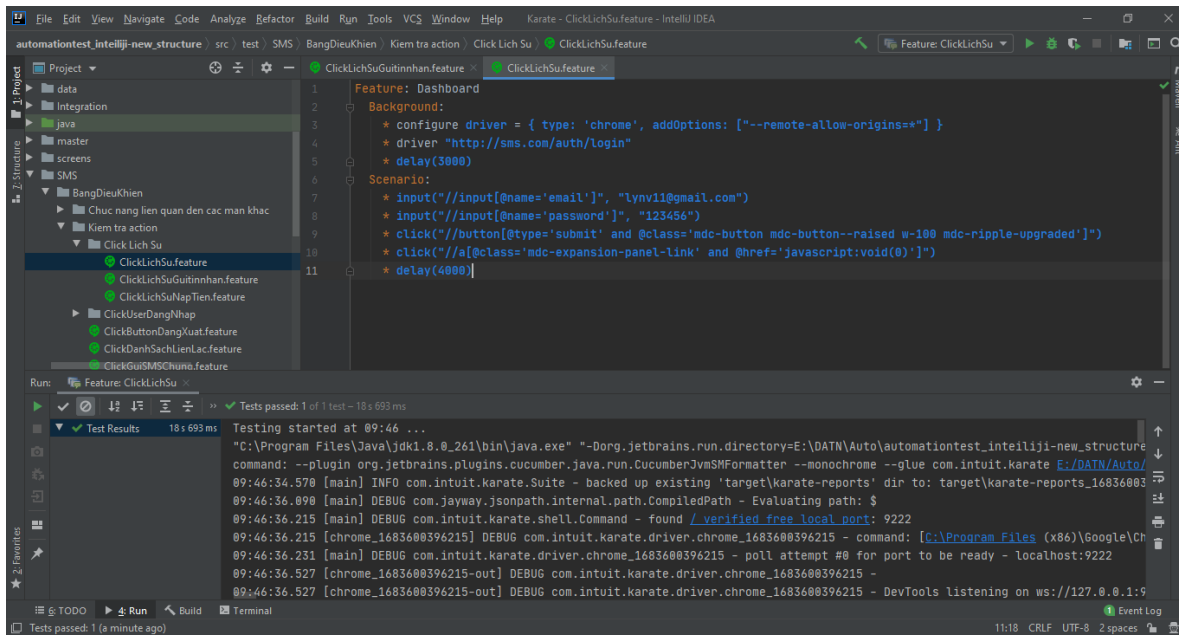 File Edit View Navigate Code Analyze Refactor Build Run Tools VCS Window Help Karate - ClickLichSu.feature - IntelliJ IDEA
automationtest_inteiliji-new_structure src test SMS BangDieuKhien Kiem tra action Click Lich Su ClickLichSu.feature Feature: ClickLichSu
1: Project
Project
ClickLichSuGuitinnhan.feature
ClickLichSu.feature
data
Integration
java
master
screens
SMS
BangDieuKhien
Chuc nang lien quan den cac man khac
Kiem tra action
Click Lich Su
ClickLichSu.feature
ClickLichSuGuitinnhan.feature
ClickLichSuNapTien.feature
ClickUserDangNhap
ClickButtonDangXuat.feature
ClickDanhSachLienLac.feature
ClickGuiSMSChung.feature
7: Structure
1 Feature: Dashboard
2 Background:
3 * configure driver = { type: 'chrome', addOptions: ["--remote-allow-origins=*"] }
4 * driver "http://sms.com/auth/login"
5 * delay(3000)
6 Scenario:
7 * input("//input[@name='email']", "lynv11@gmail.com")
8 * input("//input[@name='password']", "123456")
9 * click("//button[@type='submit' and @class='mdc-button mdc-button--raised w-100 mdc-ripple-upgraded']")
10 * click("//a[@class='mdc-expansion-panel-link' and @href='javascript:void(0)']")
11 * delay(4000)
Run: Feature: ClickLichSu
Tests passed: 1 of 1 test – 18 s 693 ms
Test Results 18 s 693 ms
Testing started at 09:46 ...
"C:\Program Files\Java\jdk1.8.0_261\bin\java.exe" "-Dorg.jetbrains.run.directory=E:\DATN\Auto\automationtest_inteiliji-new_structure
command: --plugin org.jetbrains.plugins.cucumber.java.run.CucumberJvmSMFormatter --monochrome --glue com.intuit.karate E:/DATN/Auto/
09:46:34.570 [main] INFO com.intuit.karate.Suite - backed up existing 'target\karate-reports' dir to: target\karate-reports_16836003
09:46:36.090 [main] DEBUG com.jayway.jsonpath.internal.path.CompiledPath - Evaluating path: $
09:46:36.215 [main] DEBUG com.intuit.karate.shell.Command - found / verified free local port: 9222
09:46:36.215 [main] DEBUG com.intuit.karate.driver.chrome_1683600396215 - command: [C:\Program Files (x86)\Google\Ch
09:46:36.231 [main] DEBUG com.intuit.karate.driver.chrome_1683600396215 - poll attempt #0 for port to be ready - localhost:9222
09:46:36.527 [chrome_1683600396215-out] DEBUG com.intuit.karate.driver.chrome_1683600396215 -
09:46:36.527 [chrome_1683600396215-out] DEBUG com.intuit.karate.driver.chrome_1683600396215 - DevTools listening on ws://127.0.0.1:9
2: Favorites
6: TODO 4: Run Build Terminal 1 Event Log
Tests passed: 1 (a minute ago) 11:18 CRLF UTF-8 2 spaces